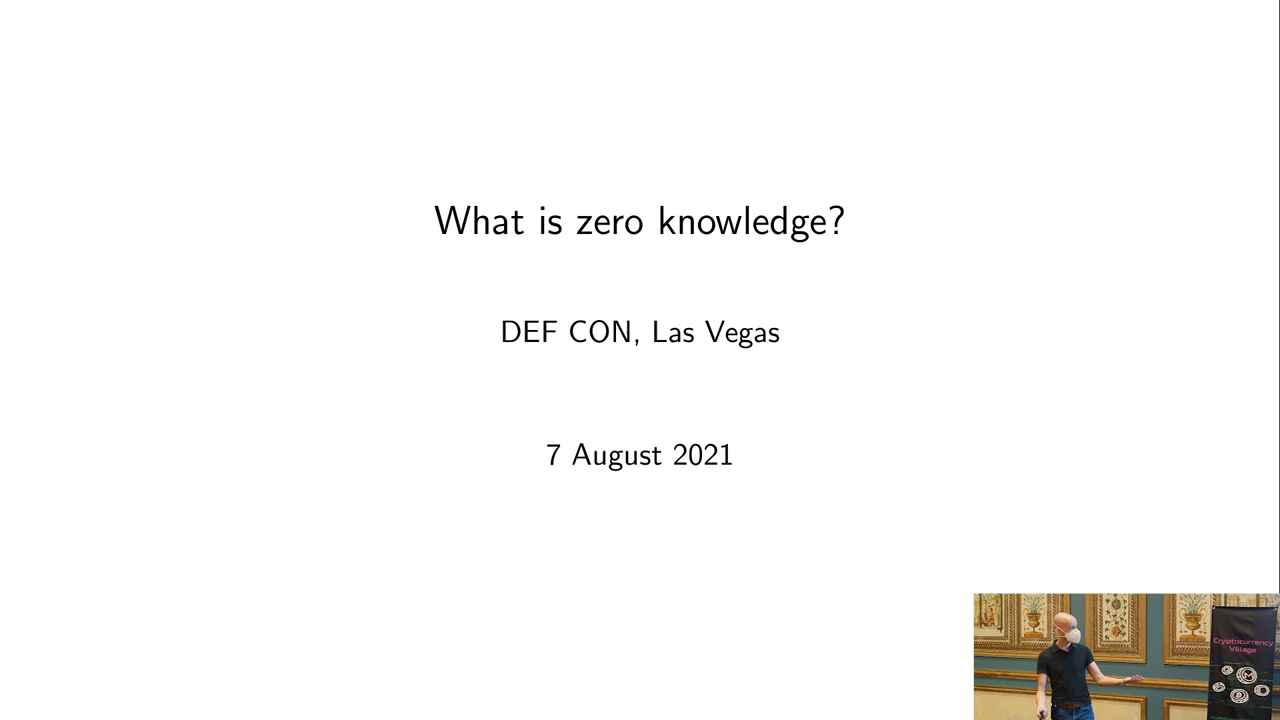 What is zero knowledge?
DEF CON, Las Vegas
7 August 2021
Cryptocurrency
Village